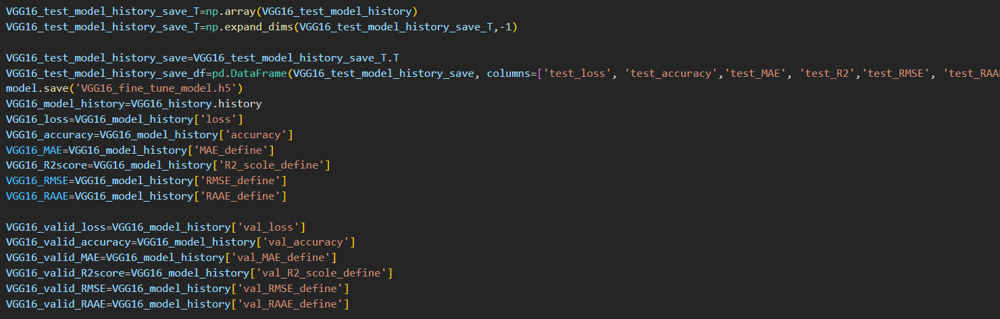 VGG16_test_model_history_save_T=np.array(VGG16_test_model_history)
VGG16_test_model_history_save_T=np.expand_dims(VGG16_test_model_history_save_T,-1)
VGG16_test_model_history_save=VGG16_test_model_history_save_T.T
VGG16_test_model_history_save_df=pd.DataFrame(VGG16_test_model_history_save, columns=['test_loss', 'test_accuracy','test_MAE', 'test_R2','test_RMSE', 'test_RAAE
model.save('VGG16_fine_tune_model.h5')
VGG16_model_history=VGG16_history.history
VGG16_loss=VGG16_model_history['loss']
VGG16_accuracy=VGG16_model_history['accuracy']
VGG16_MAE=VGG16_model_history['MAE_define']
VGG16_R2score=VGG16_model_history['R2_scole_define']
VGG16_RMSE=VGG16_model_history['RMSE_define']
VGG16_RAAE=VGG16_model_history['RAAE_define']
VGG16_valid_loss=VGG16_model_history['val_loss']
VGG16_valid_accuracy=VGG16_model_history['val_accuracy']
VGG16_valid_MAE=VGG16_model_history['val_MAE_define']
VGG16_valid_R2score=VGG16_model_history['val_R2_scole_define']
VGG16_valid_RMSE=VGG16_model_history['val_RMSE_define']
VGG16_valid_RAAE=VGG16_model_history['val_RAAE_define']